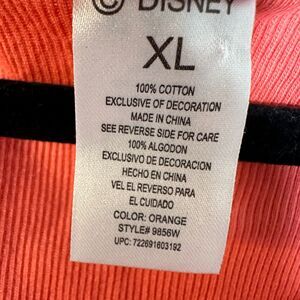 © DISNEY
XL
100% COTTON
EXCLUSIVE OF DECORATION
MADE IN CHINA
SEE REVERSE SIDE FOR CARE
100% ALGODON
EXCLUSIVO DE DECORACION
HECHO EN CHINA
VEL EL REVERSO PARA
EL CUIDADO
COLOR: ORANGE
STYLE# 9856W
UPC: 722691603192